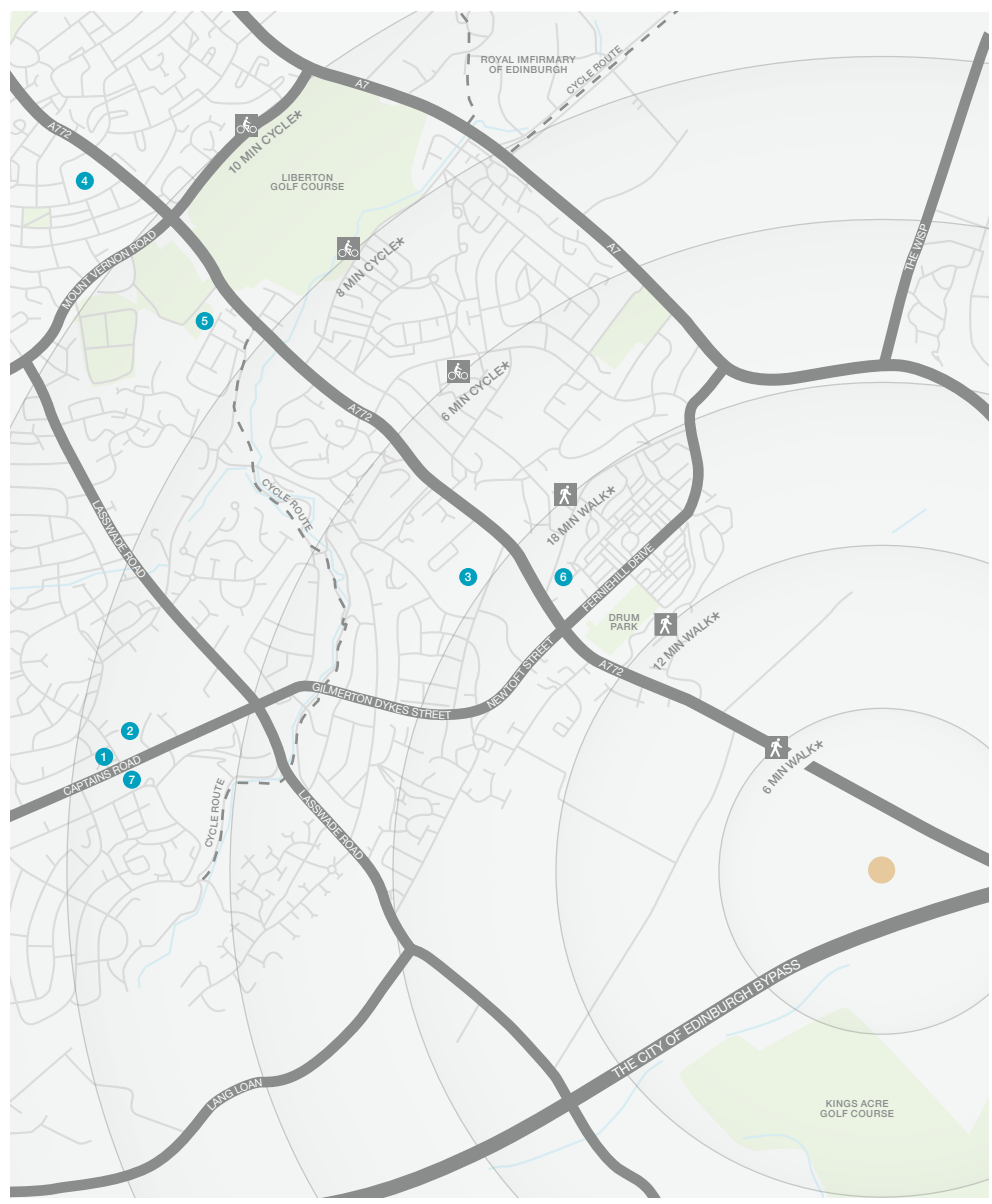 ROYAL IMFIRMARY
OF EDINBURGH
CYCLE ROUTE
A7
A772
10 MIN CYCLE*
4
LIBERTON
GOLF COURSE
MOUNT VERNON ROAD
8 MIN CYCLE*
A7
THE WISP
5
6 MIN CYCLE*
A772
CYCLE ROUTE
18 MIN WALK*
LASSWADE ROAD
3
6
FERNIEHILL DRIVE
DRUM
PARK
12 MIN WALK*
A772
NEWTOFT STREET
GILMERTON DYKES STREET
2
1
CAPTAINS ROAD
7
6 MIN WALK*
CYCLE ROUTE
LASSWADE ROAD
THE CITY OF EDINBURGH BYPASS
LANG LOAN
KINGS ACRE
GOLF COURSE